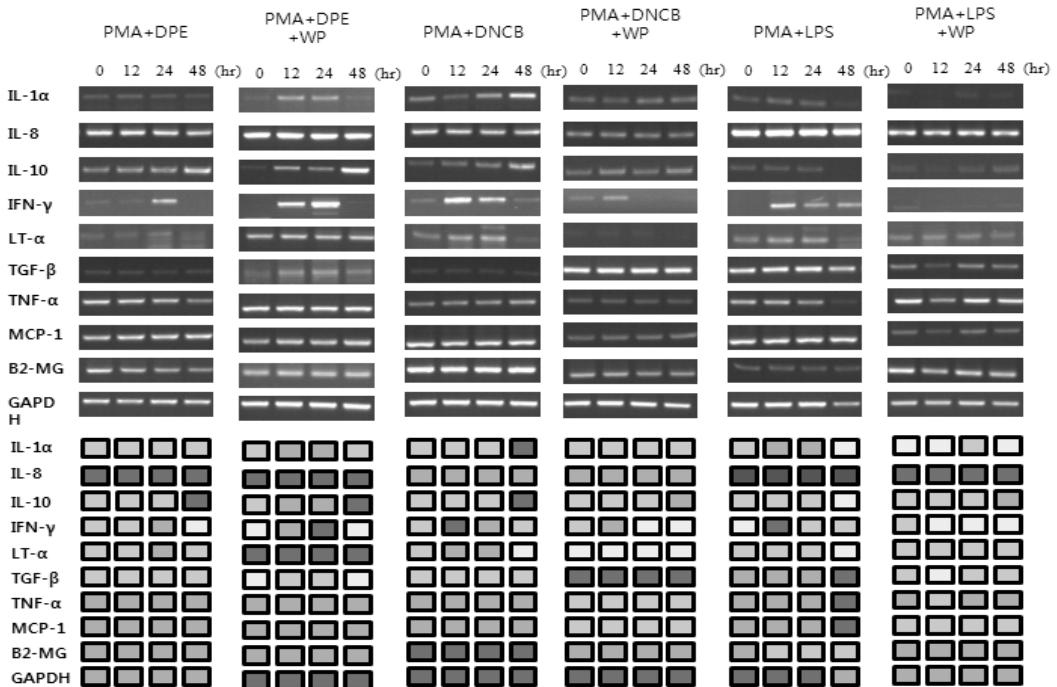 PMA+DPE
PMA+DPE
+WP
PMA+DNCB
PMA+DNCB
+WP
PMA+LPS
PMA+LPS
+WP
0 12 24 48 (hr) 0 12 24 48 (hr) 0 12 24 48 (hr) 0 12 24 48 (hr) 0 12 24 48 (hr) 0 12 24 48 (hr)
IL-1α
IL-8
IL-10
IFN-γ
LT-α
TGF-β
TNF-α
MCP-1
B2-MG
GAPD
H
IL-1α
IL-8
IL-10
IFN-γ
LT-α
TGF-β
TNF-α
MCP-1
B2-MG
GAPDH